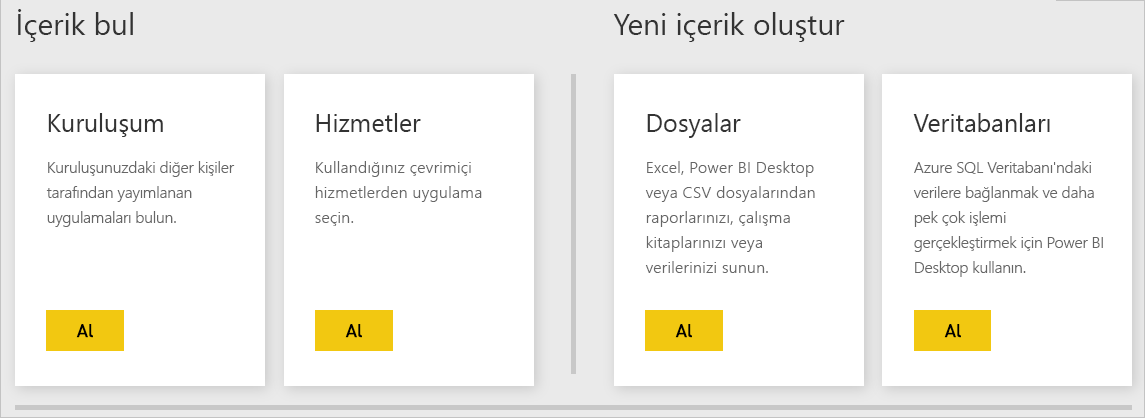 İçerik bul
Kuruluşum
Kuruluşunuzdaki diğer kişiler
tarafından yayımlanan
uygulamaları bulun.
Al
Hizmetler
Kullandığınız çevrimiçi
hizmetlerden uygulama
seçin.
Al
Yeni içerik oluştur
Dosyalar
Excel, Power BI Desktop
veya CSV dosyalarından
raporlarınızı, çalışma
kitaplarınızı veya
verilerinizi sunun.
Al
Veritabanları
Azure SQL Veritabanı'ndaki
verilere bağlanmak ve daha
pek çok işlemi
gerçekleştirmek için Power BI
Desktop kullanın.
Al